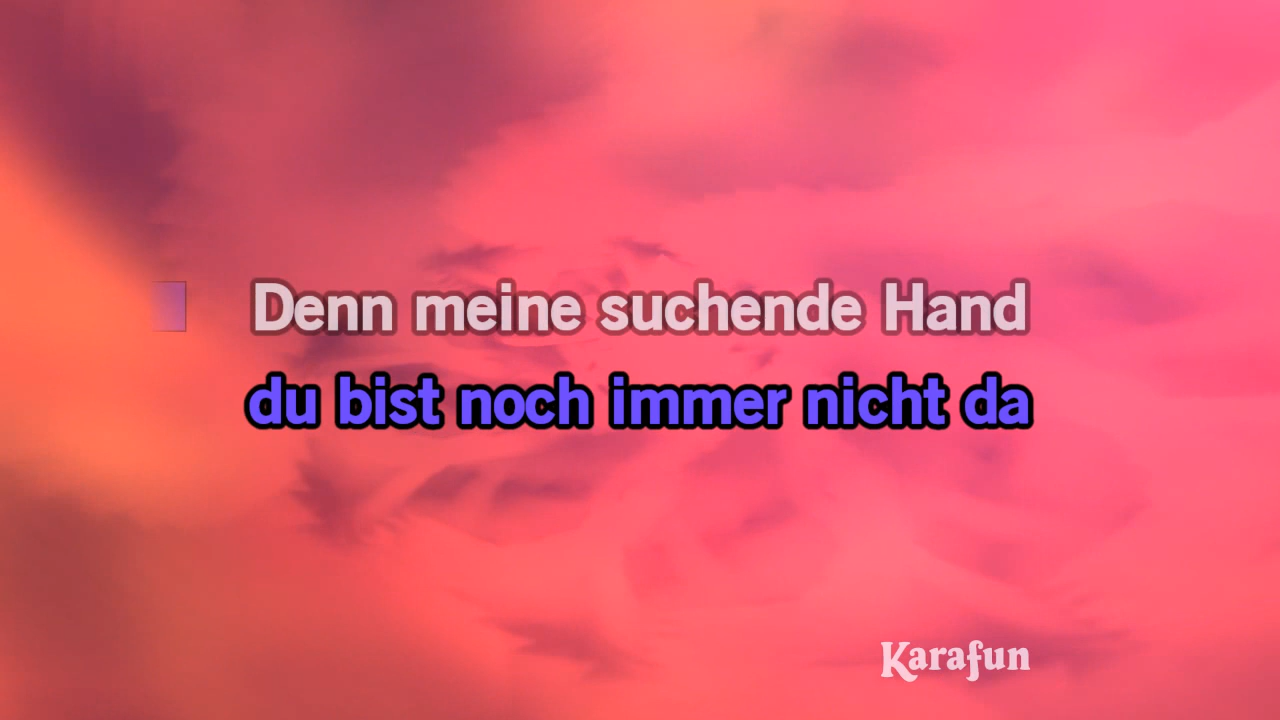 Denn meine suchende Hand
du bist noch immer nicht da
Karafun